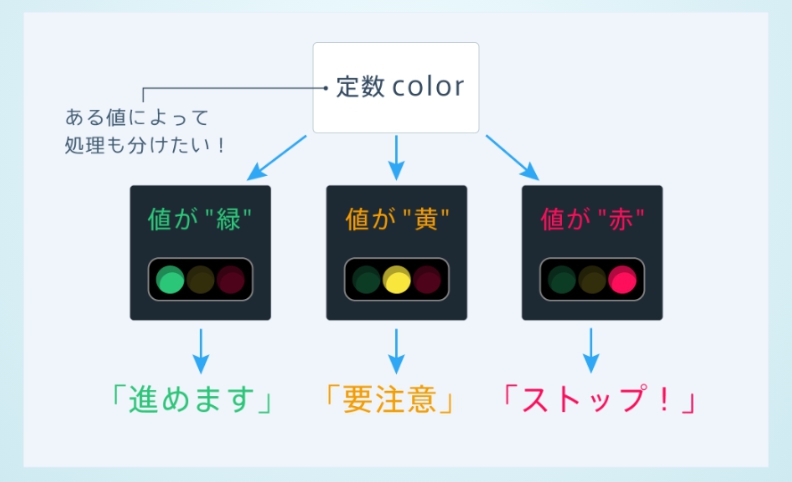 定数 color
ある値によって
処理も分けたい！
値が "緑"
値が "黄"
値が "赤"
「進めます」
「要注意」
「ストップ！」